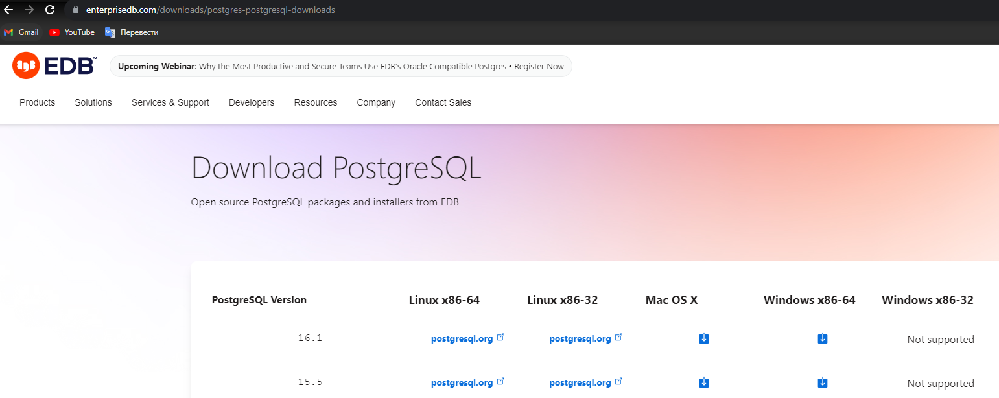 enterprisedb.com/downloads/postgres-postgresql-downloads
Gmail YouTube Перевести
EDB™ Upcoming Webinar: Why the Most Productive and Secure Teams Use EDB's Oracle Compatible Postgres • Register Now
Products Solutions Services & Support Developers Resources Company Contact Sales
Download PostgreSQL
Open source PostgreSQL packages and installers from EDB
PostgreSQL Version Linux x86-64 Linux x86-32 Mac OS X Windows x86-64 Windows x86-32
16.1 postgresql.org postgresql.org Not supported
15.5 postgresql.org postgresql.org Not supported